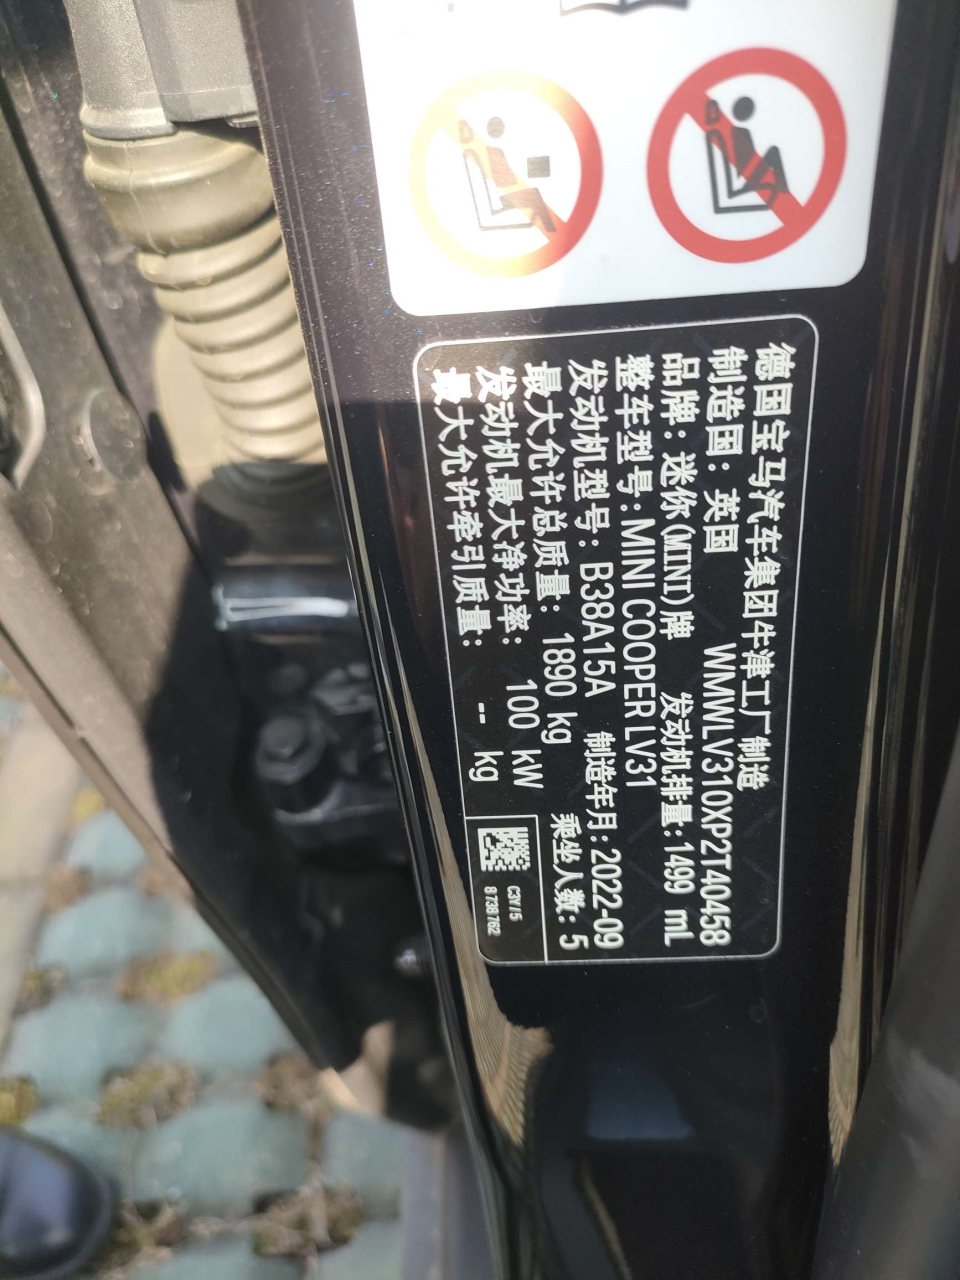 德国宝马汽车集团牛津工厂制造
制造国：英国 WMWLV310XP2T40458
品牌：迷你(MINI)牌 发动机排量：1499 mL
整车型号：MINI COOPER LV31
发动机型号：B38A15A 制造年月：2022-09
最大允许总质量：1890 kg 乘坐人数：5
发动机最大净功率：100 kW
最大允许牵引质量：-- kg
C3Y/5
8738762